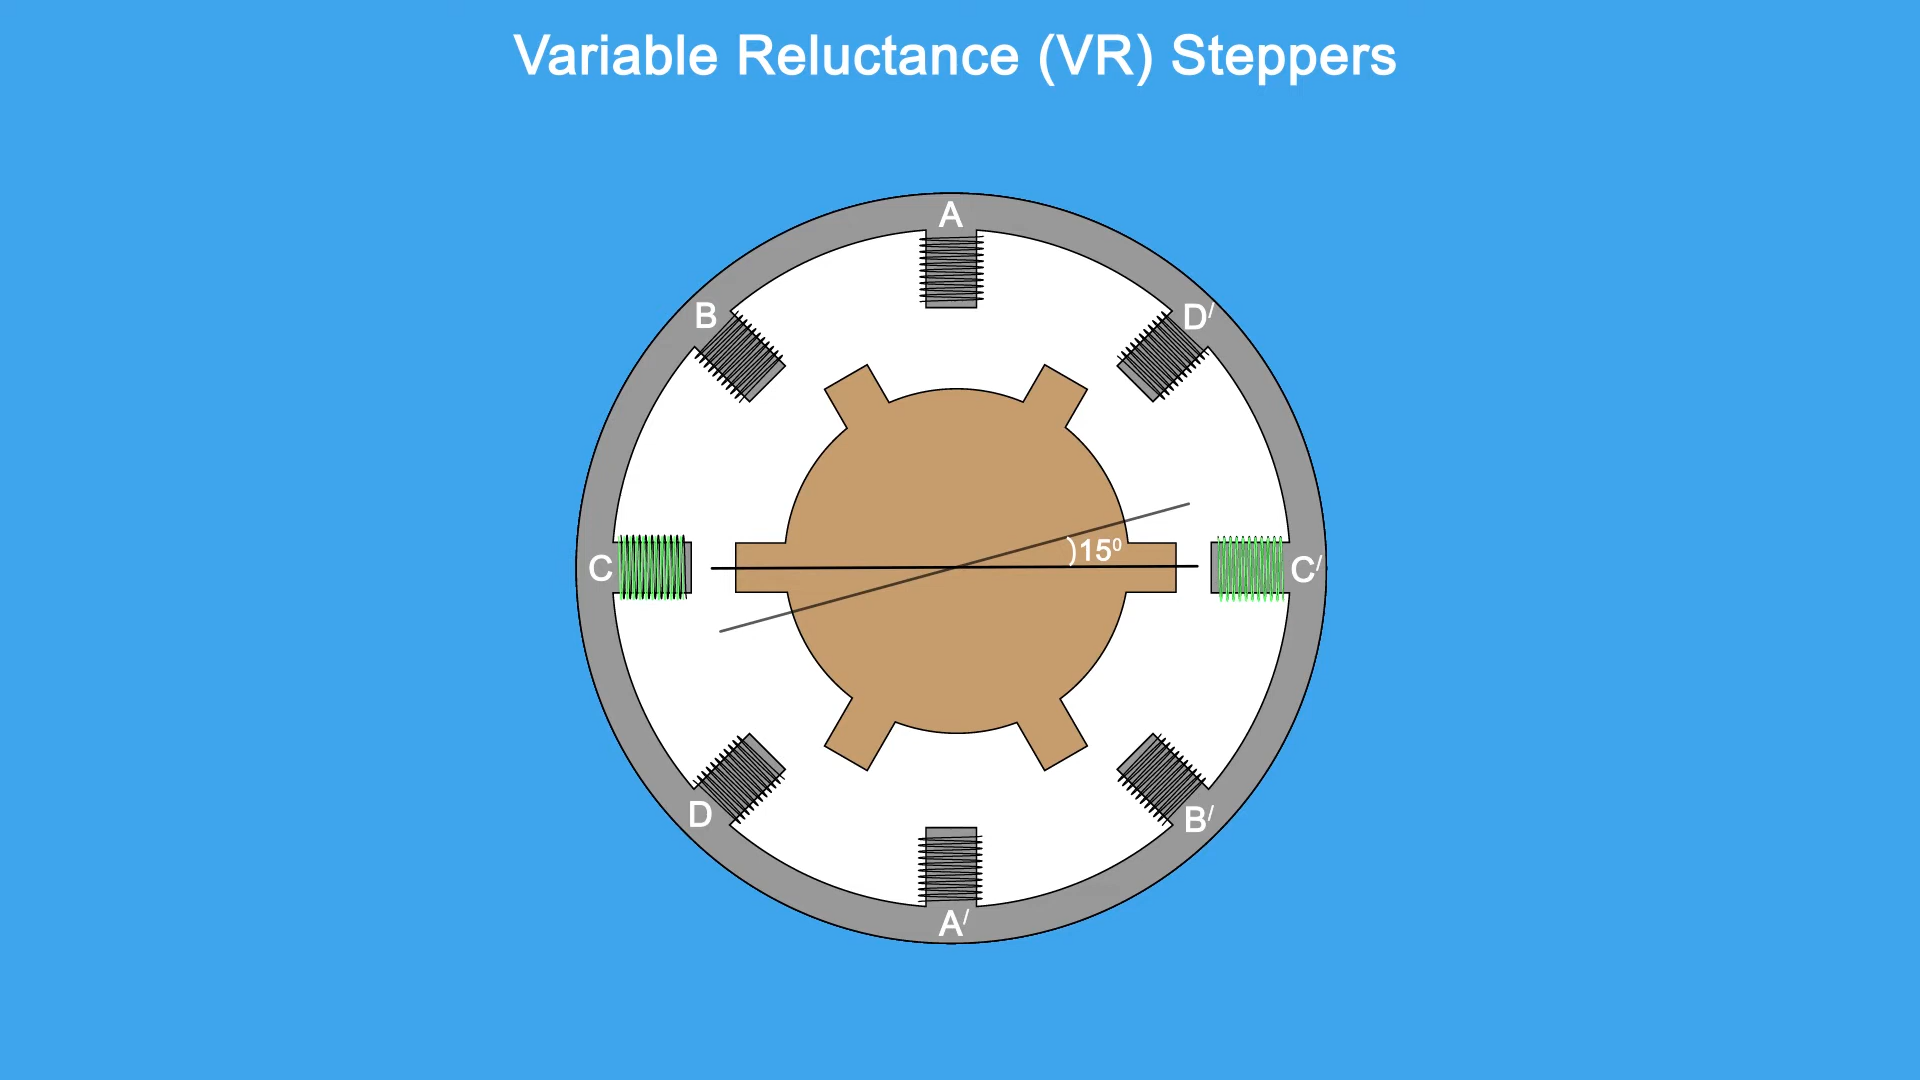 Variable Reluctance (VR) Steppers
A
B
D/
)15⁰
C
C/
D
B/
A/